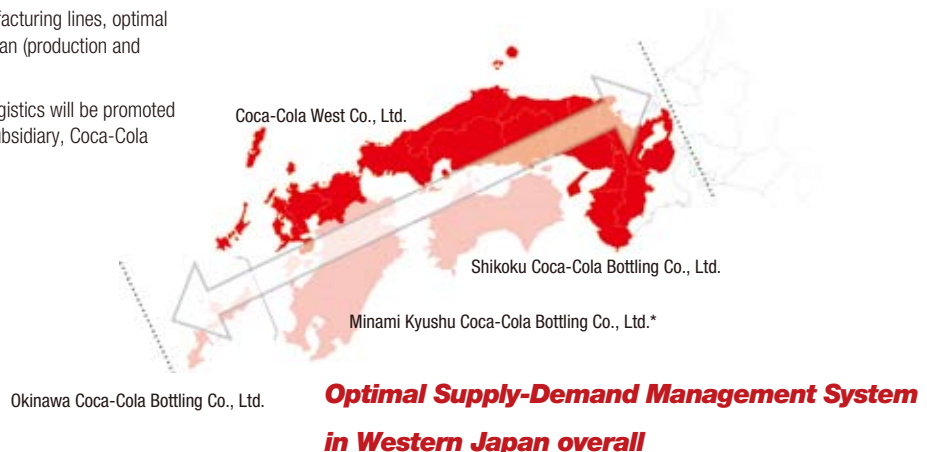 facturing lines, optimal
an (production and
gistics will be promoted
ubsidiary, Coca-Cola
Coca-Cola West Co., Ltd.
Shikoku Coca-Cola Bottling Co., Ltd.
Minami Kyushu Coca-Cola Bottling Co., Ltd.*
Okinawa Coca-Cola Bottling Co., Ltd.
Optimal Supply-Demand Management System
in Western Japan overall